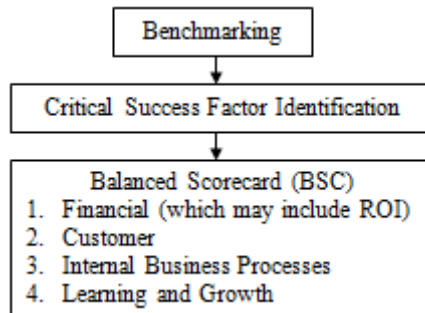 Benchmarking
Critical Success Factor Identification
Balanced Scorecard (BSC)
1. Financial (which may include ROI)
2. Customer
3. Internal Business Processes
4. Learning and Growth